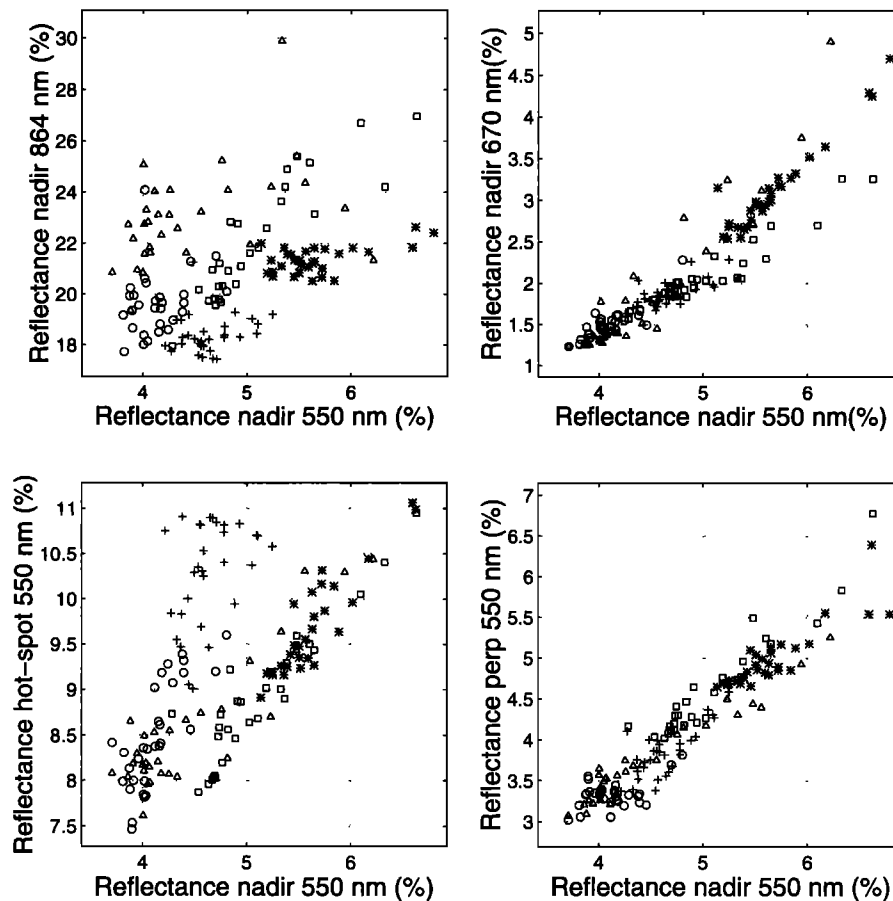 Reflectance nadir 864 nm (%)
30
28
26
24
22
20
18
4 5 6
Reflectance nadir 550 nm (%)
Reflectance nadir 670 nm(%)
5
4.5
4
3.5
3
2.5
2
1.5
1
4 5 6
Reflectance nadir 550 nm(%)
Reflectance hot-spot 550 nm (%)
11
10.5
10
9.5
9
8.5
8
7.5
4 5 6
Reflectance nadir 550 nm (%)
Reflectance perp 550 nm (%)
7
6.5
6
5.5
5
4.5
4
3.5
3
4 5 6
Reflectance nadir 550 nm (%)